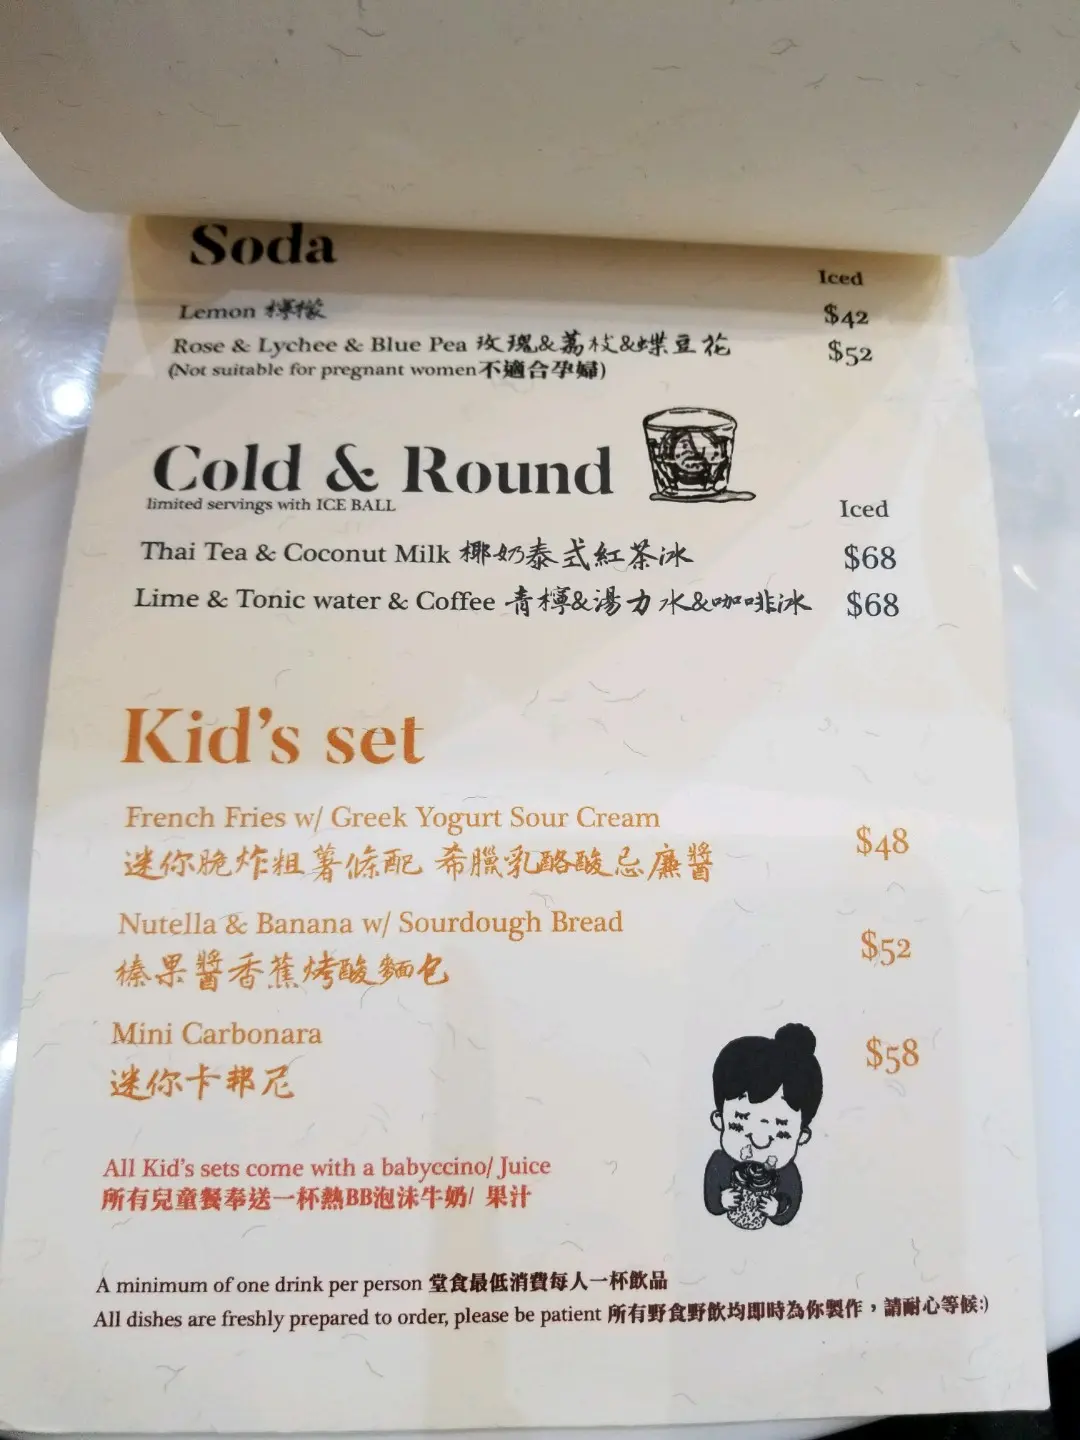 Soda
Iced
Lemon 檸檬 $42
Rose & Lychee & Blue Pea 玫瑰&荔枝&蝶豆花 $52
(Not suitable for pregnant women不適合孕婦)
Cold & Round
limited servings with ICE BALL
Iced
Thai Tea & Coconut Milk 椰奶泰式紅茶冰 $68
Lime & Tonic water & Coffee 青檸&湯力水&咖啡冰 $68
Kid's set
French Fries w/ Greek Yogurt Sour Cream
迷你脆炸粗薯條配 希臘乳酪酸忌廉醬 $48
Nutella & Banana w/ Sourdough Bread
榛果醬香蕉烤酸麵包 $52
Mini Carbonara
迷你卡邦尼 $58
All Kid's sets come with a babyccino/ Juice
所有兒童餐奉送一杯熱BB泡沫牛奶/ 果汁
A minimum of one drink per person 堂食最低消費每人一杯飲品
All dishes are freshly prepared to order, please be patient 所有野食野飲均即時為你製作，請耐心等候:)